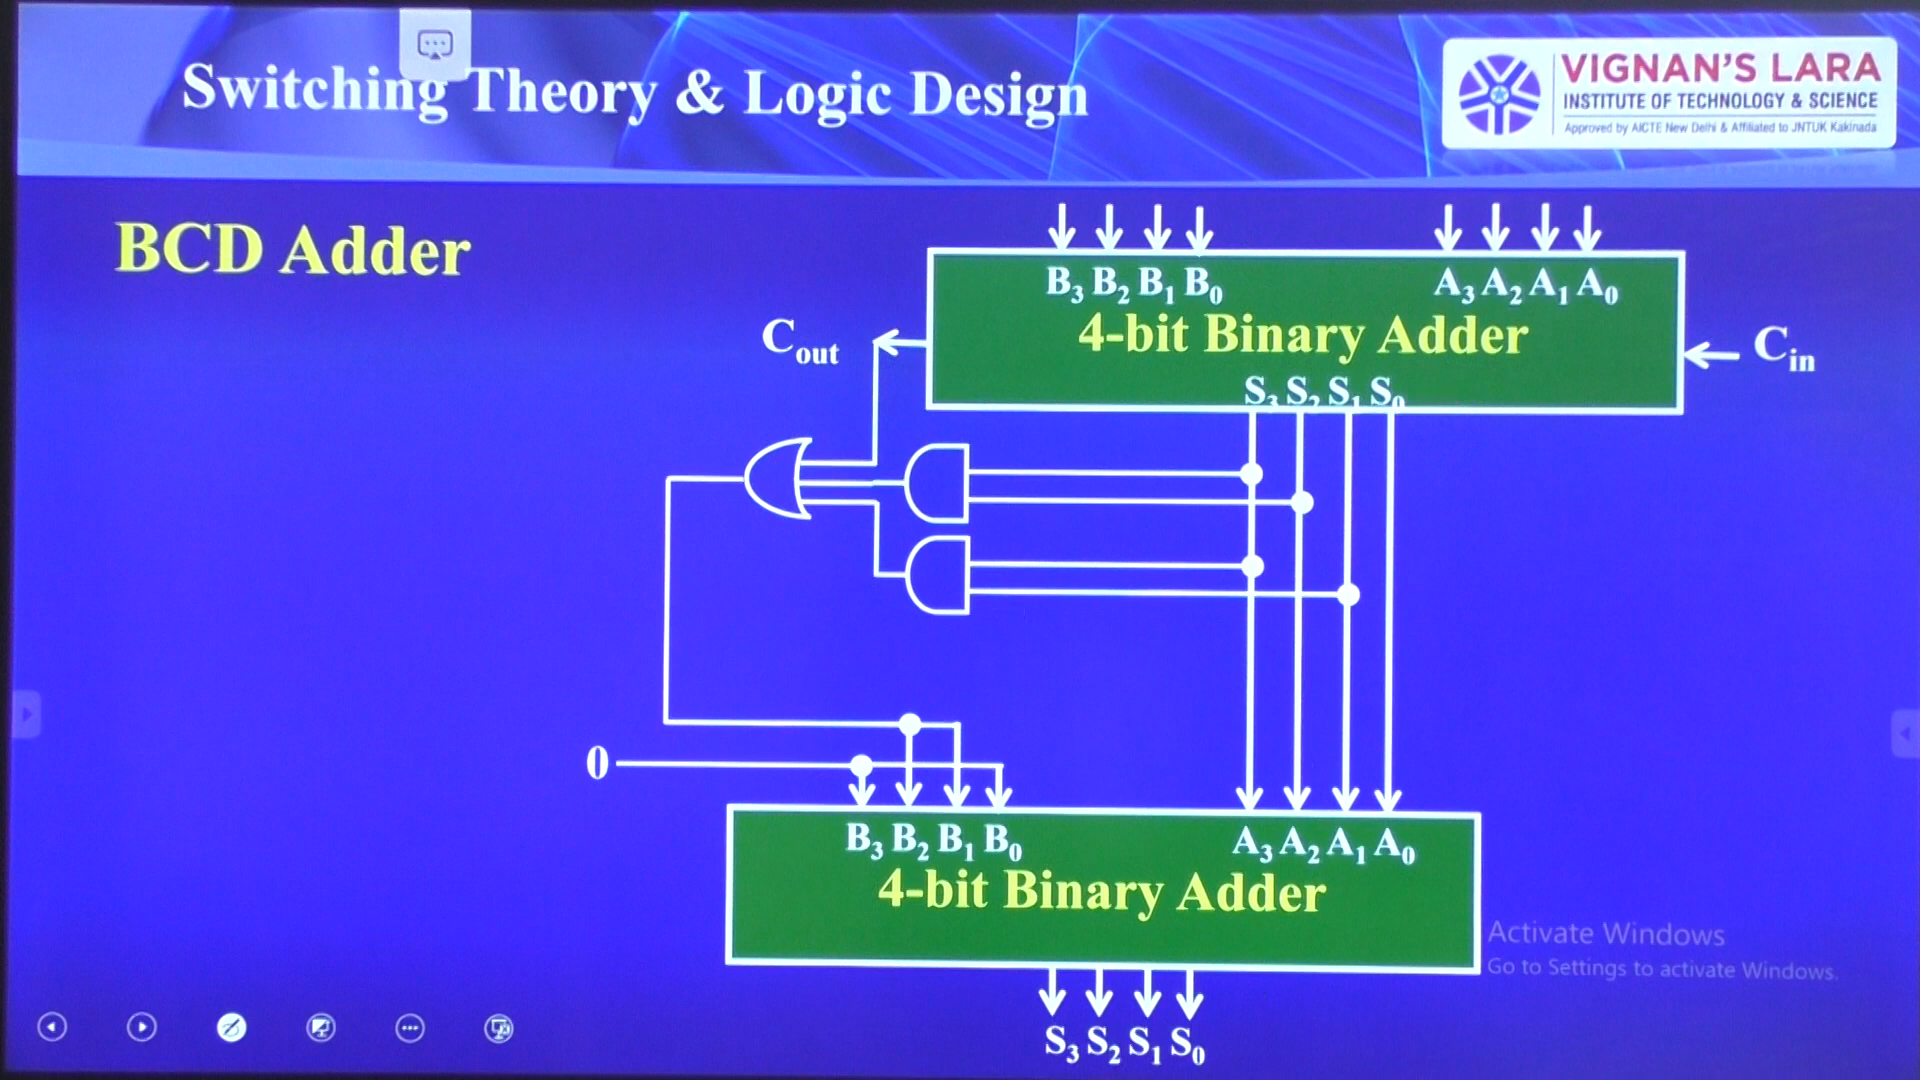 Switching Theory & Logic Design
VIGNAN'S LARA
INSTITUTE OF TECHNOLOGY & SCIENCE
Approved by AICTE New Delhi & Affiliated to JNTUK Kakinada
BCD Adder
B3 B2 B1 B0 A3 A2 A1 A0
4-bit Binary Adder
Cout
Cin
S3 S2 S1 S0
0
B3 B2 B1 B0 A3 A2 A1 A0
4-bit Binary Adder
Activate Windows
Go to Settings to activate Windows.
S3 S2 S1 S0